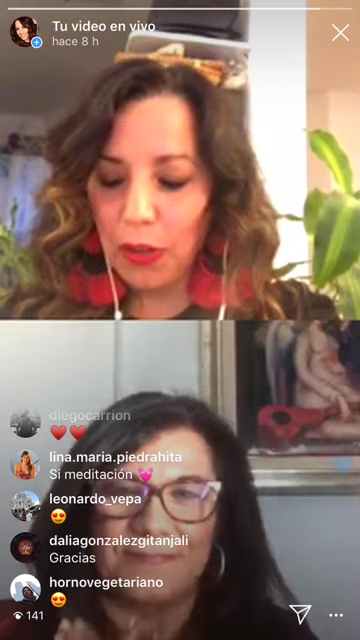 Tu video en vivo
hace 8 h
diegocarrion
❤️❤️
lina.maria.piedrahita
Si meditación 💓
leonardo_vepa
😍
daliagonzalezgitanjali
Gracias
hornovegetariano
😍
141